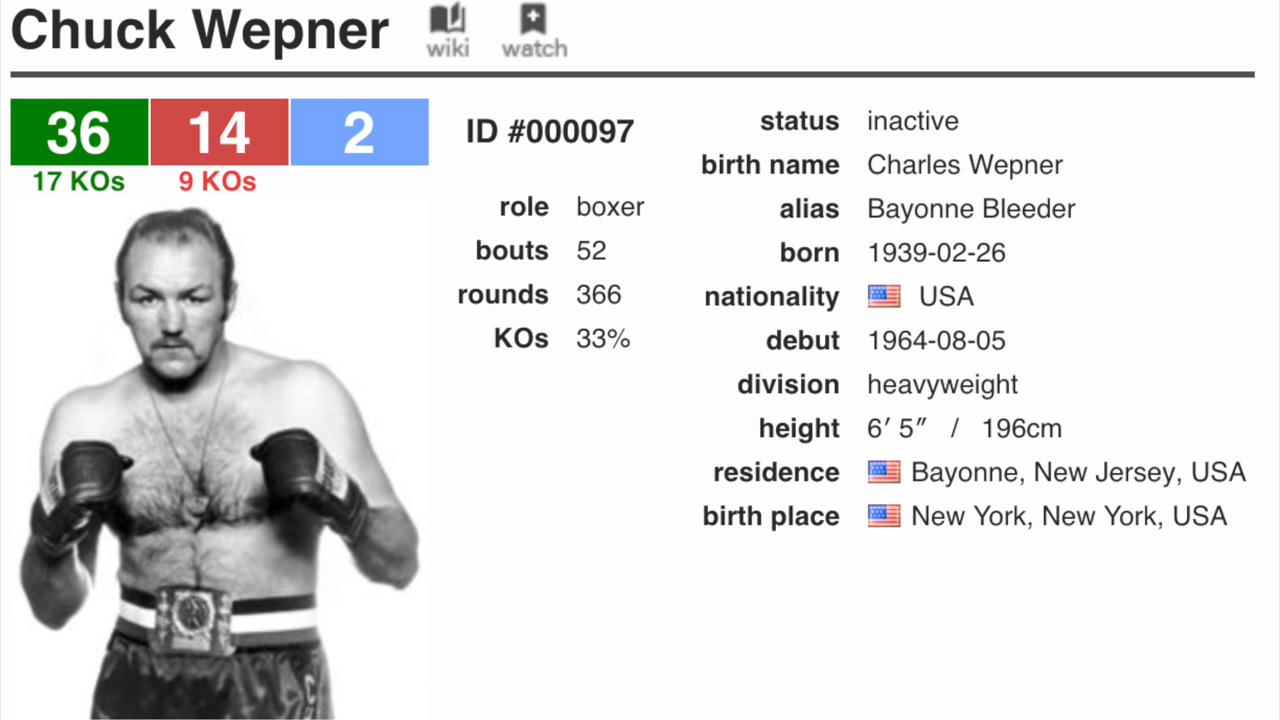 Chuck Wepner
wiki
watch
36
14
2
17 KOs
9 KOs
ID #000097
role boxer
bouts 52
rounds 366
KOs 33%
status inactive
birth name Charles Wepner
alias Bayonne Bleeder
born 1939-02-26
nationality USA
debut 1964-08-05
division heavyweight
height 6′ 5″ / 196cm
residence Bayonne, New Jersey, USA
birth place New York, New York, USA